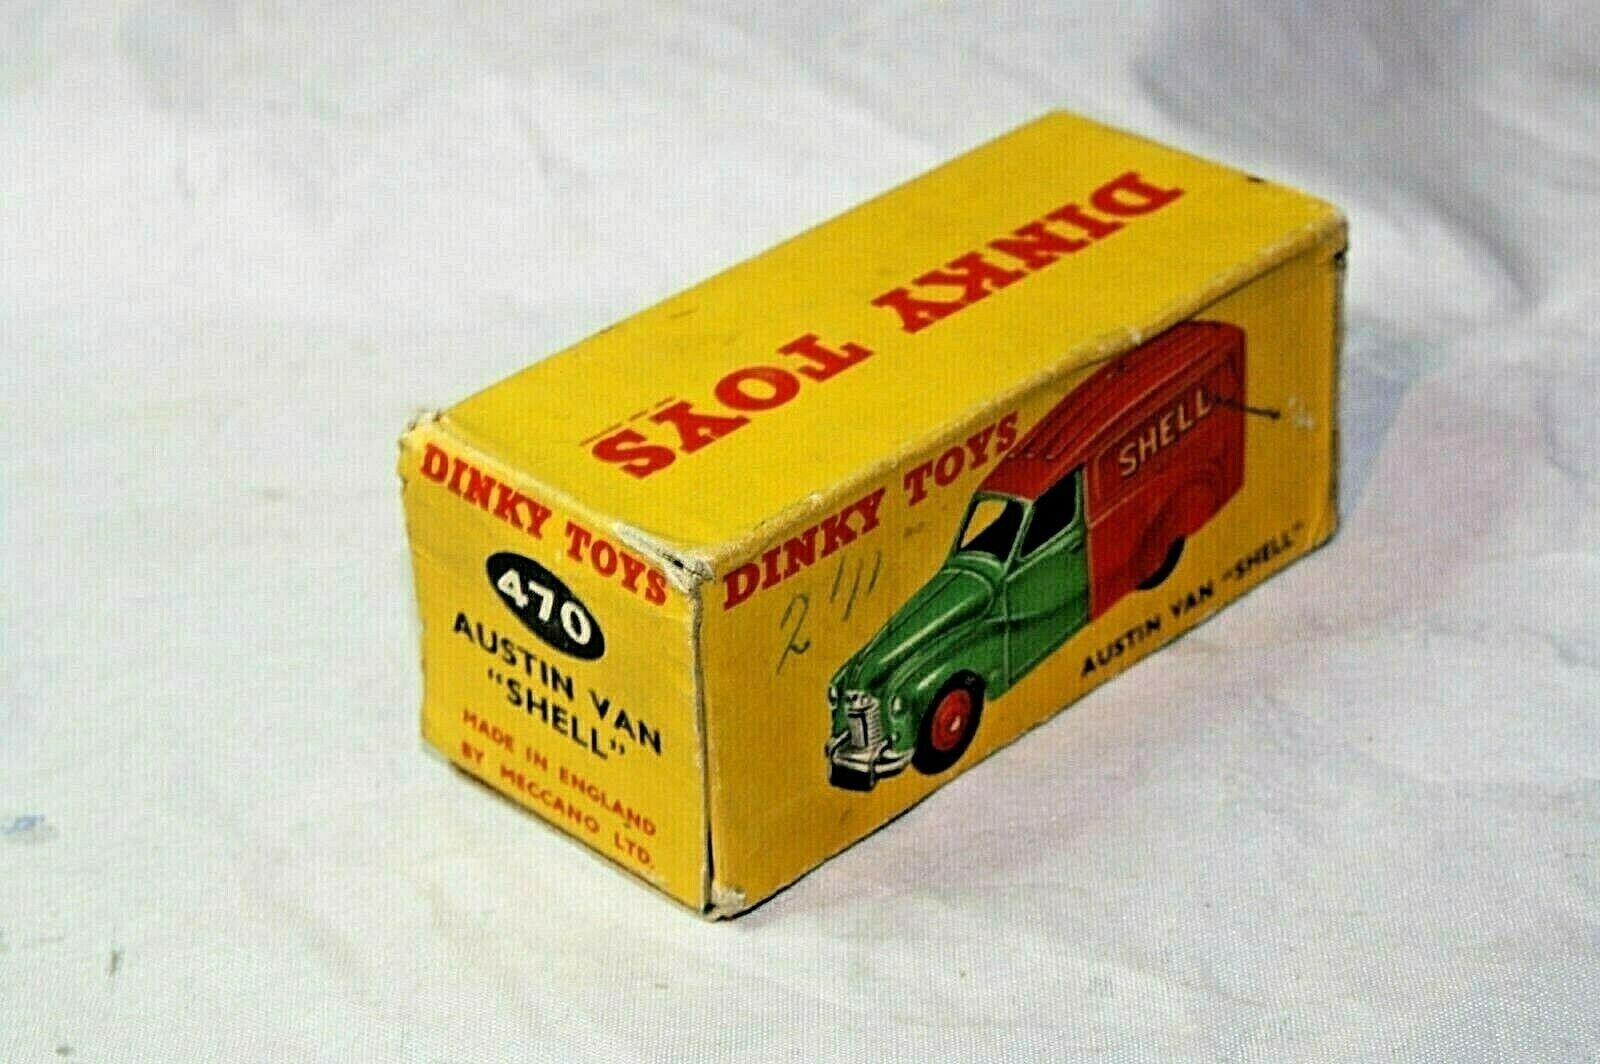 DINKY TOYS
DINKY TOYS
470
AUSTIN VAN
"SHELL"
MADE IN ENGLAND
BY MECCANO LTD.
DINKY TOYS
SHELL
AUSTIN VAN "SHELL"